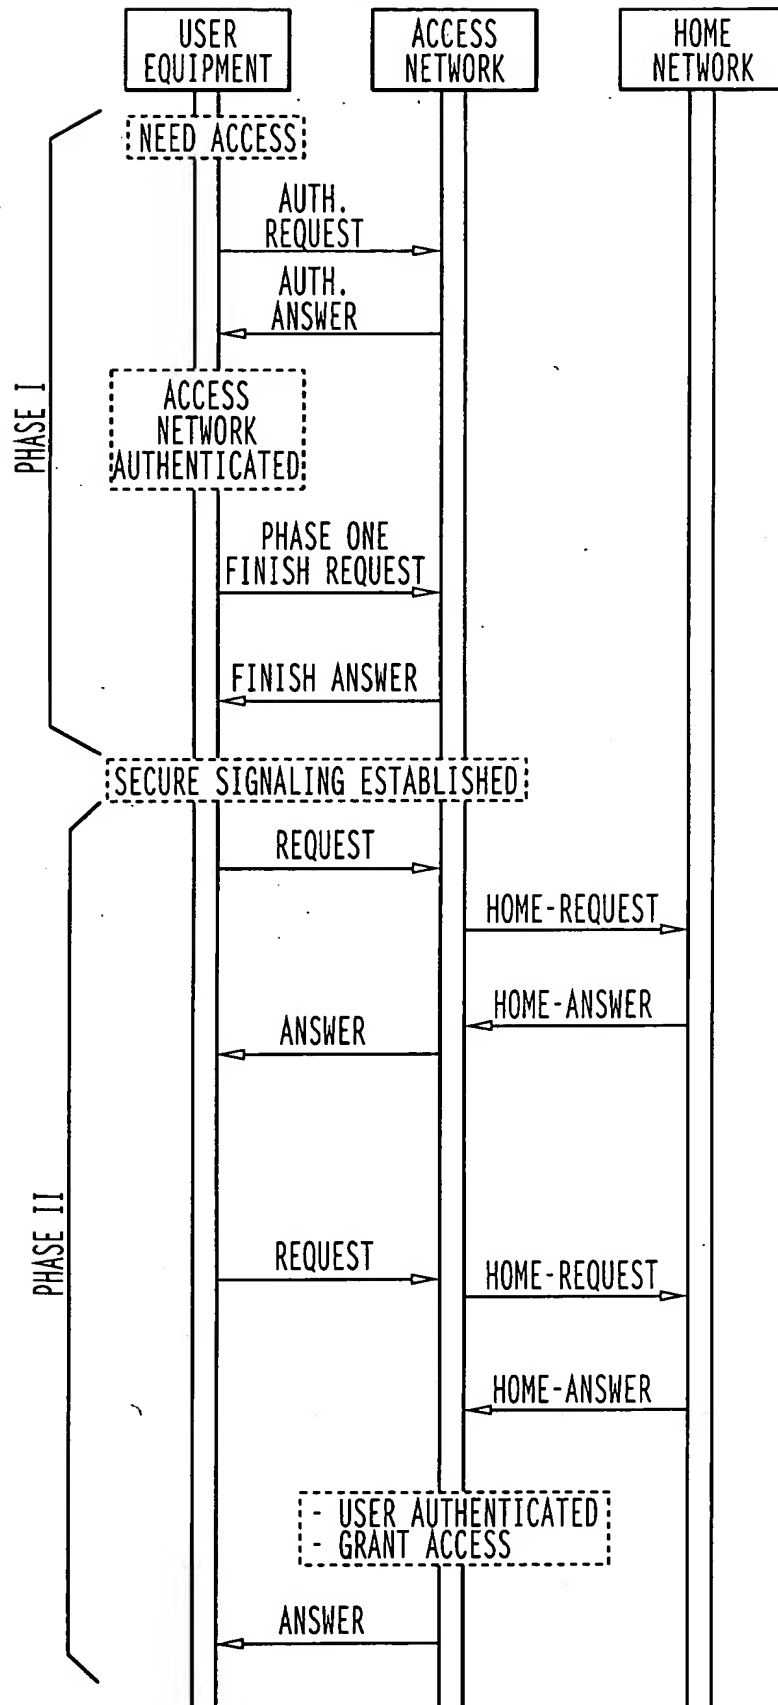 USER
EQUIPMENT
ACCESS
NETWORK
HOME
NETWORK
NEED ACCESS
AUTH.
REQUEST
AUTH.
ANSWER
ACCESS
NETWORK
AUTHENTICATED
PHASE I
PHASE ONE
FINISH REQUEST
FINISH ANSWER
SECURE SIGNALING ESTABLISHED
REQUEST
HOME-REQUEST
HOME-ANSWER
ANSWER
PHASE II
REQUEST
HOME-REQUEST
HOME-ANSWER
- USER AUTHENTICATED
- GRANT ACCESS
ANSWER